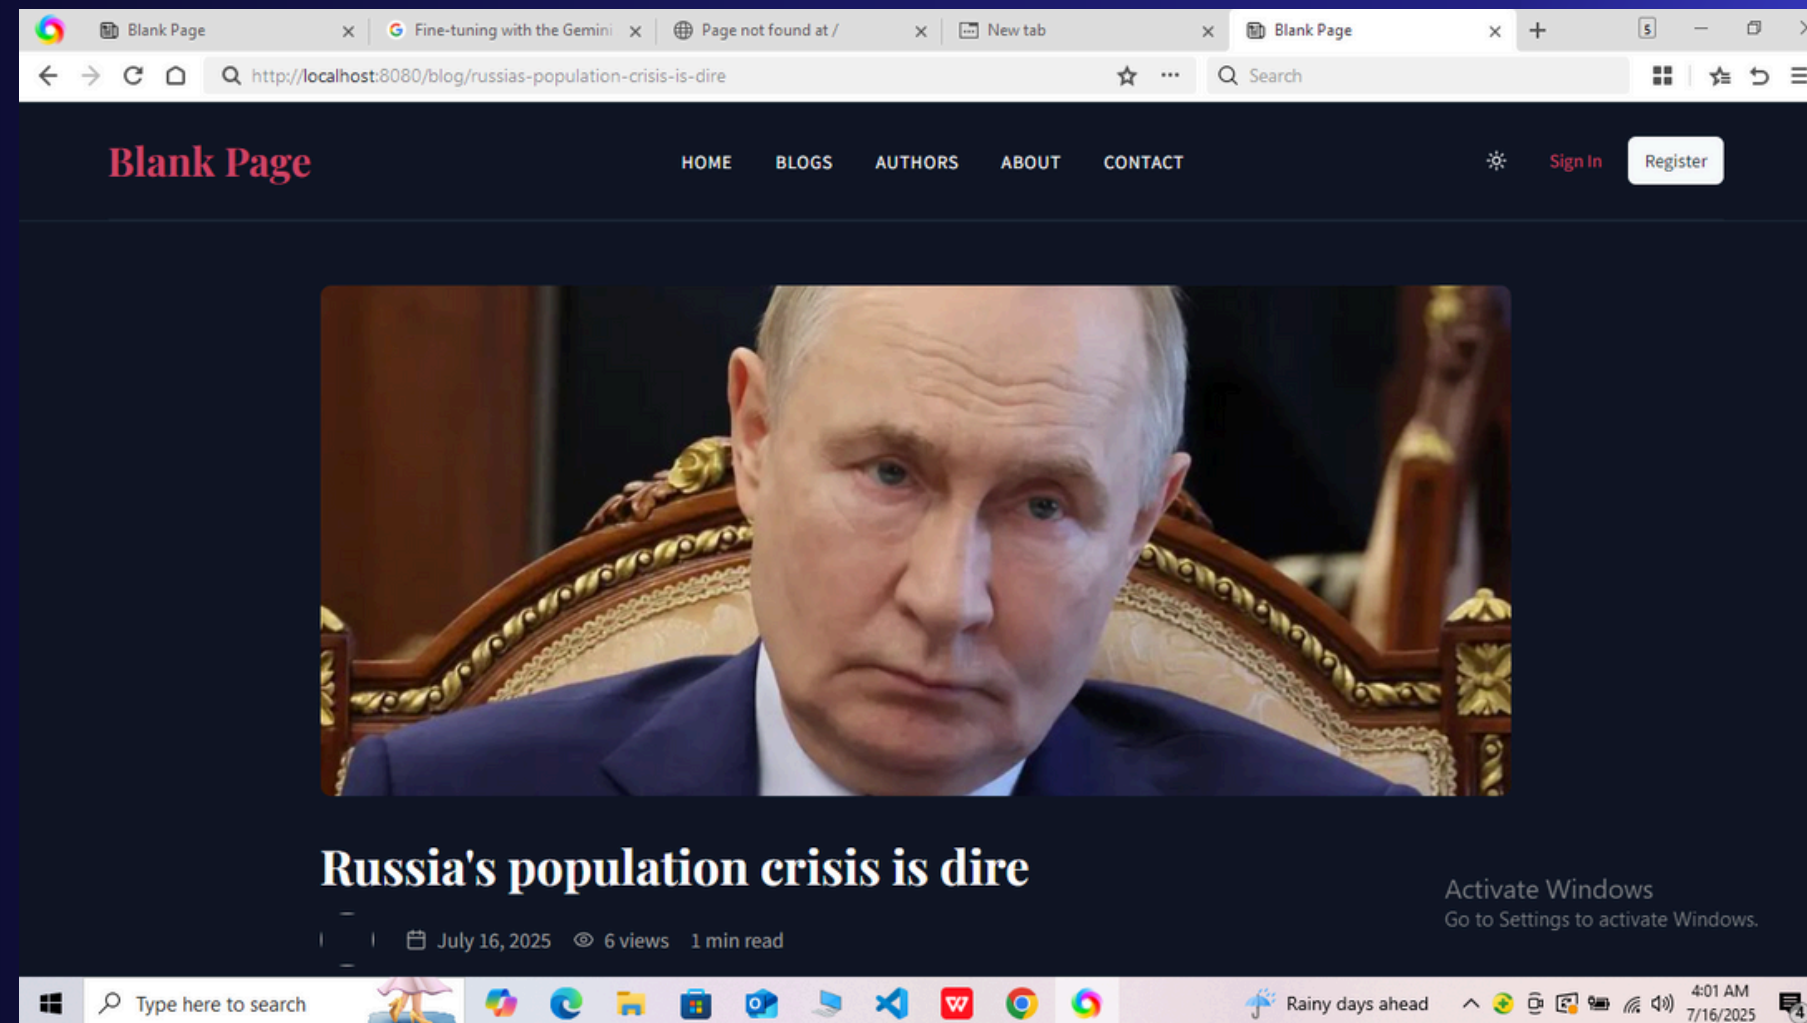 Blank Page
Fine-tuning with the Gemini
Page not found at /
New tab
Blank Page
5
http://localhost:8080/blog/russias-population-crisis-is-dire
Search
Blank Page
HOME
BLOGS
AUTHORS
ABOUT
CONTACT
Sign In
Register
Russia's population crisis is dire
July 16, 2025
6 views
1 min read
Activate Windows
Go to Settings to activate Windows.
Type here to search
Rainy days ahead
4:01 AM
7/16/2025
4